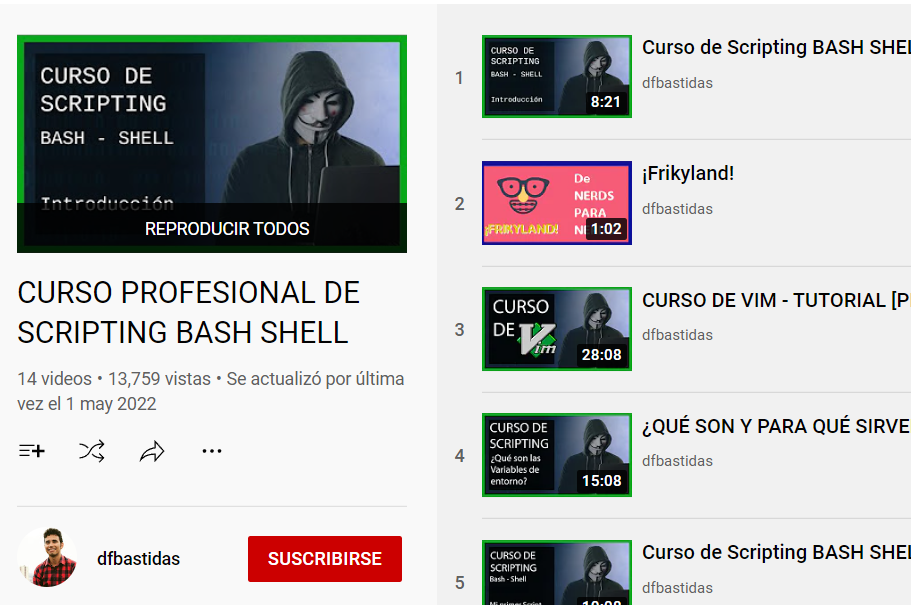 CURSO DE
SCRIPTING
BASH - SHELL
Introducción
REPRODUCIR TODOS
CURSO PROFESIONAL DE
SCRIPTING BASH SHELL
14 videos • 13,759 vistas • Se actualizó por última
vez el 1 may 2022
dfbastidas
SUSCRIBIRSE
1
CURSO DE
SCRIPTING
BASH - SHELL
Introducción
8:21
Curso de Scripting BASH SHEL
dfbastidas
2
De
NERDS
PARA
¡FRIKYLAND!
1:02
¡Frikyland!
dfbastidas
3
CURSO
DE Vim
28:08
CURSO DE VIM - TUTORIAL
dfbastidas
4
CURSO DE
SCRIPTING
¿Qué son las
Variables de
entorno?
15:08
¿QUÉ SON Y PARA QUÉ SIRVE
dfbastidas
5
CURSO DE
SCRIPTING
Bash - Shell
Curso de Scripting BASH SHEL
dfbastidas